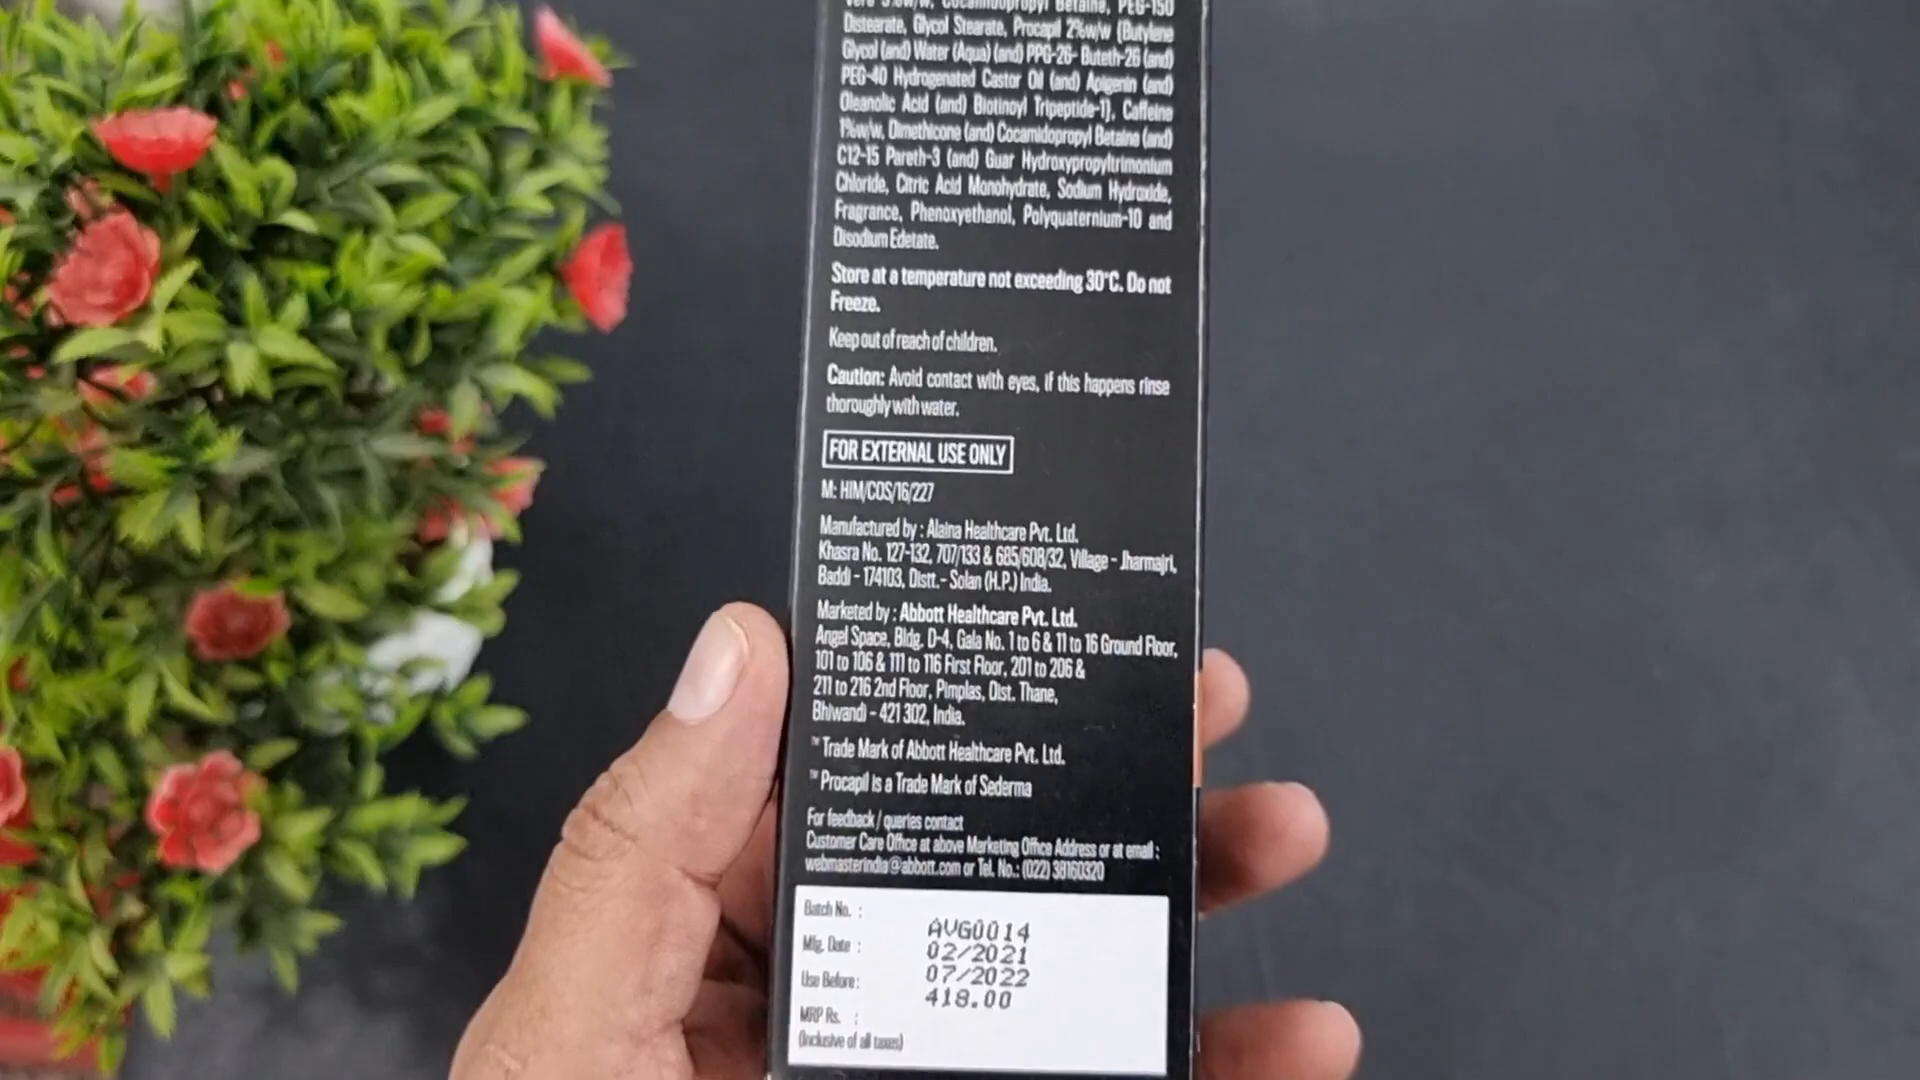 Vera 3%w/w, Cocamidopropyl Betaine, PEG-150
Distearate, Glycol Stearate, Procapil 2%w/w (Butylene
Glycol (and) Water (Aqua) (and) PPG-26- Buteth-26 (and)
PEG-40 Hydrogenated Castor Oil (and) Apigenin (and)
Oleanolic Acid (and) Biotinoyl Tripeptide-1), Caffeine
1%w/w, Dimethicone (and) Cocamidopropyl Betaine (and)
C12-15 Pareth-3 (and) Guar Hydroxypropyltrimonium
Chloride, Citric Acid Monohydrate, Sodium Hydroxide,
Fragrance, Phenoxyethanol, Polyquaternium-10 and
Disodium Edetate.
Store at a temperature not exceeding 30°C. Do not
Freeze.
Keep out of reach of children.
Caution: Avoid contact with eyes, if this happens rinse
thoroughly with water.
FOR EXTERNAL USE ONLY
M: HIM/COS/16/227
Manufactured by : Alaina Healthcare Pvt. Ltd.
Khasra No. 127-132, 707/133 & 685/608/32, Village - Jharmajri,
Baddi - 174103, Distt.- Solan (H.P.) India.
Marketed by : Abbott Healthcare Pvt. Ltd.
Angel Space, Bldg. D-4, Gala No. 1 to 6 & 11 to 16 Ground Floor,
101 to 106 & 111 to 116 First Floor, 201 to 206 &
211 to 216 2nd Floor, Pimplas, Dist. Thane,
Bhiwandi - 421 302, India.
™ Trade Mark of Abbott Healthcare Pvt. Ltd.
™ Procapil is a Trade Mark of Sederma
For feedback / queries contact
Customer Care Office at above Marketing Office Address or at email :
webmasterindia@abbott.com or Tel. No.: (022) 38160320
Batch No. : AVG0014
Mfg. Date : 02/2021
Use Before : 07/2022
MRP Rs. : 418.00
(Inclusive of all taxes)